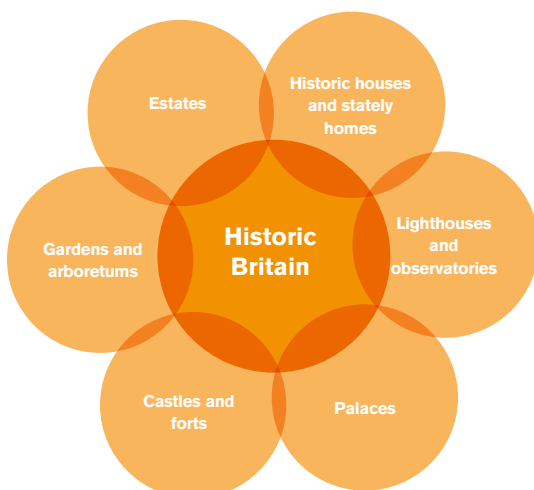 Estates
Historic houses
and stately
homes
Gardens and
arboretums
Historic
Britain
Lighthouses
and
observatories
Castles and
forts
Palaces